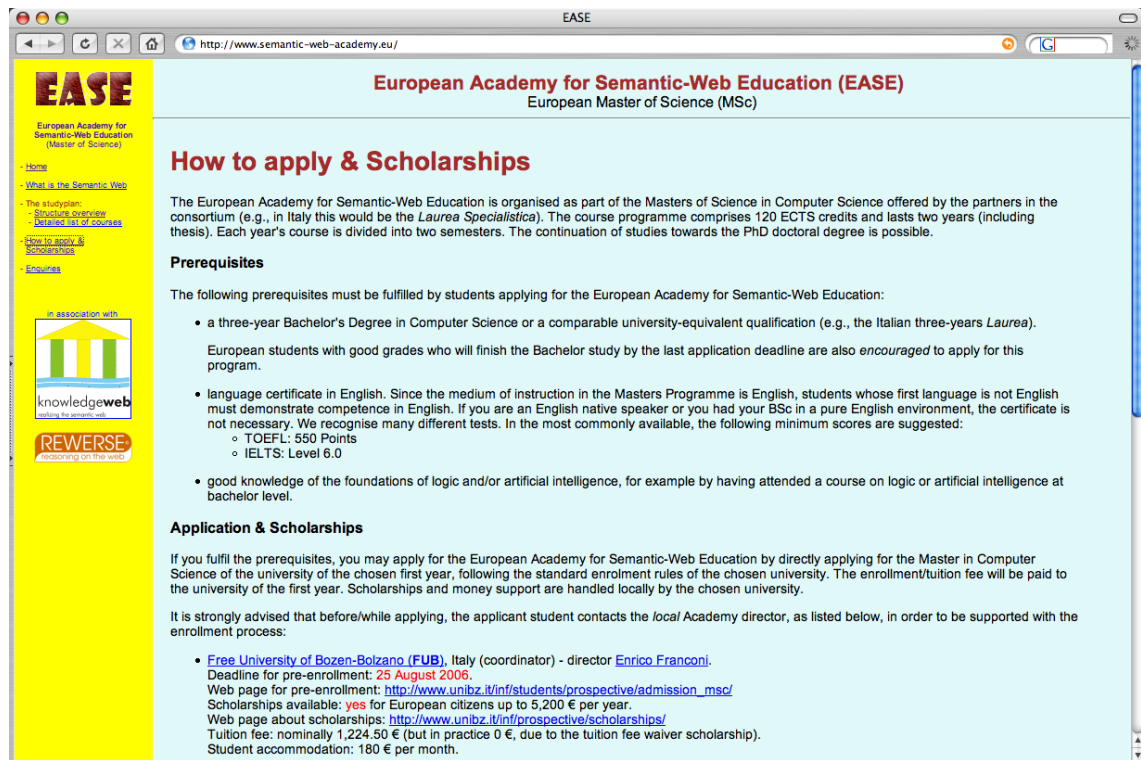 EASE
http://www.semantic-web-academy.eu/
G
EASE
European Academy for
Semantic-Web Education
(Master of Science)
- Home
- What is the Semantic Web
- The studyplan:
- Structure overview
- Detailed list of courses
- How to apply &
Scholarships
- Enquiries
in association with
knowledgeweb
realizing the semantic web
REWERSE
reasoning on the web
European Academy for Semantic-Web Education (EASE)
European Master of Science (MSc)
How to apply & Scholarships
The European Academy for Semantic-Web Education is organised as part of the Masters of Science in Computer Science offered by the partners in the
consortium (e.g., in Italy this would be the Laurea Specialistica). The course programme comprises 120 ECTS credits and lasts two years (including
thesis). Each year's course is divided into two semesters. The continuation of studies towards the PhD doctoral degree is possible.
Prerequisites
The following prerequisites must be fulfilled by students applying for the European Academy for Semantic-Web Education:
• a three-year Bachelor's Degree in Computer Science or a comparable university-equivalent qualification (e.g., the Italian three-years Laurea).
European students with good grades who will finish the Bachelor study by the last application deadline are also encouraged to apply for this
program.
• language certificate in English. Since the medium of instruction in the Masters Programme is English, students whose first language is not English
must demonstrate competence in English. If you are an English native speaker or you had your BSc in a pure English environment, the certificate is
not necessary. We recognise many different tests. In the most commonly available, the following minimum scores are suggested:
◦ TOEFL: 550 Points
◦ IELTS: Level 6.0
• good knowledge of the foundations of logic and/or artificial intelligence, for example by having attended a course on logic or artificial intelligence at
bachelor level.
Application & Scholarships
If you fulfil the prerequisites, you may apply for the European Academy for Semantic-Web Education by directly applying for the Master in Computer
Science of the university of the chosen first year, following the standard enrolment rules of the chosen university. The enrollment/tuition fee will be paid to
the university of the first year. Scholarships and money support are handled locally by the chosen university.
It is strongly advised that before/while applying, the applicant student contacts the local Academy director, as listed below, in order to be supported with the
enrollment process:
• Free University of Bozen-Bolzano (FUB), Italy (coordinator) - director Enrico Franconi.
Deadline for pre-enrollment: 25 August 2006.
Web page for pre-enrollment: http://www.unibz.it/inf/students/prospective/admission_msc/
Scholarships available: yes for European citizens up to 5,200 € per year.
Web page about scholarships: http://www.unibz.it/inf/prospective/scholarships/
Tuition fee: nominally 1,224.50 € (but in practice 0 €, due to the tuition fee waiver scholarship).
Student accommodation: 180 € per month.